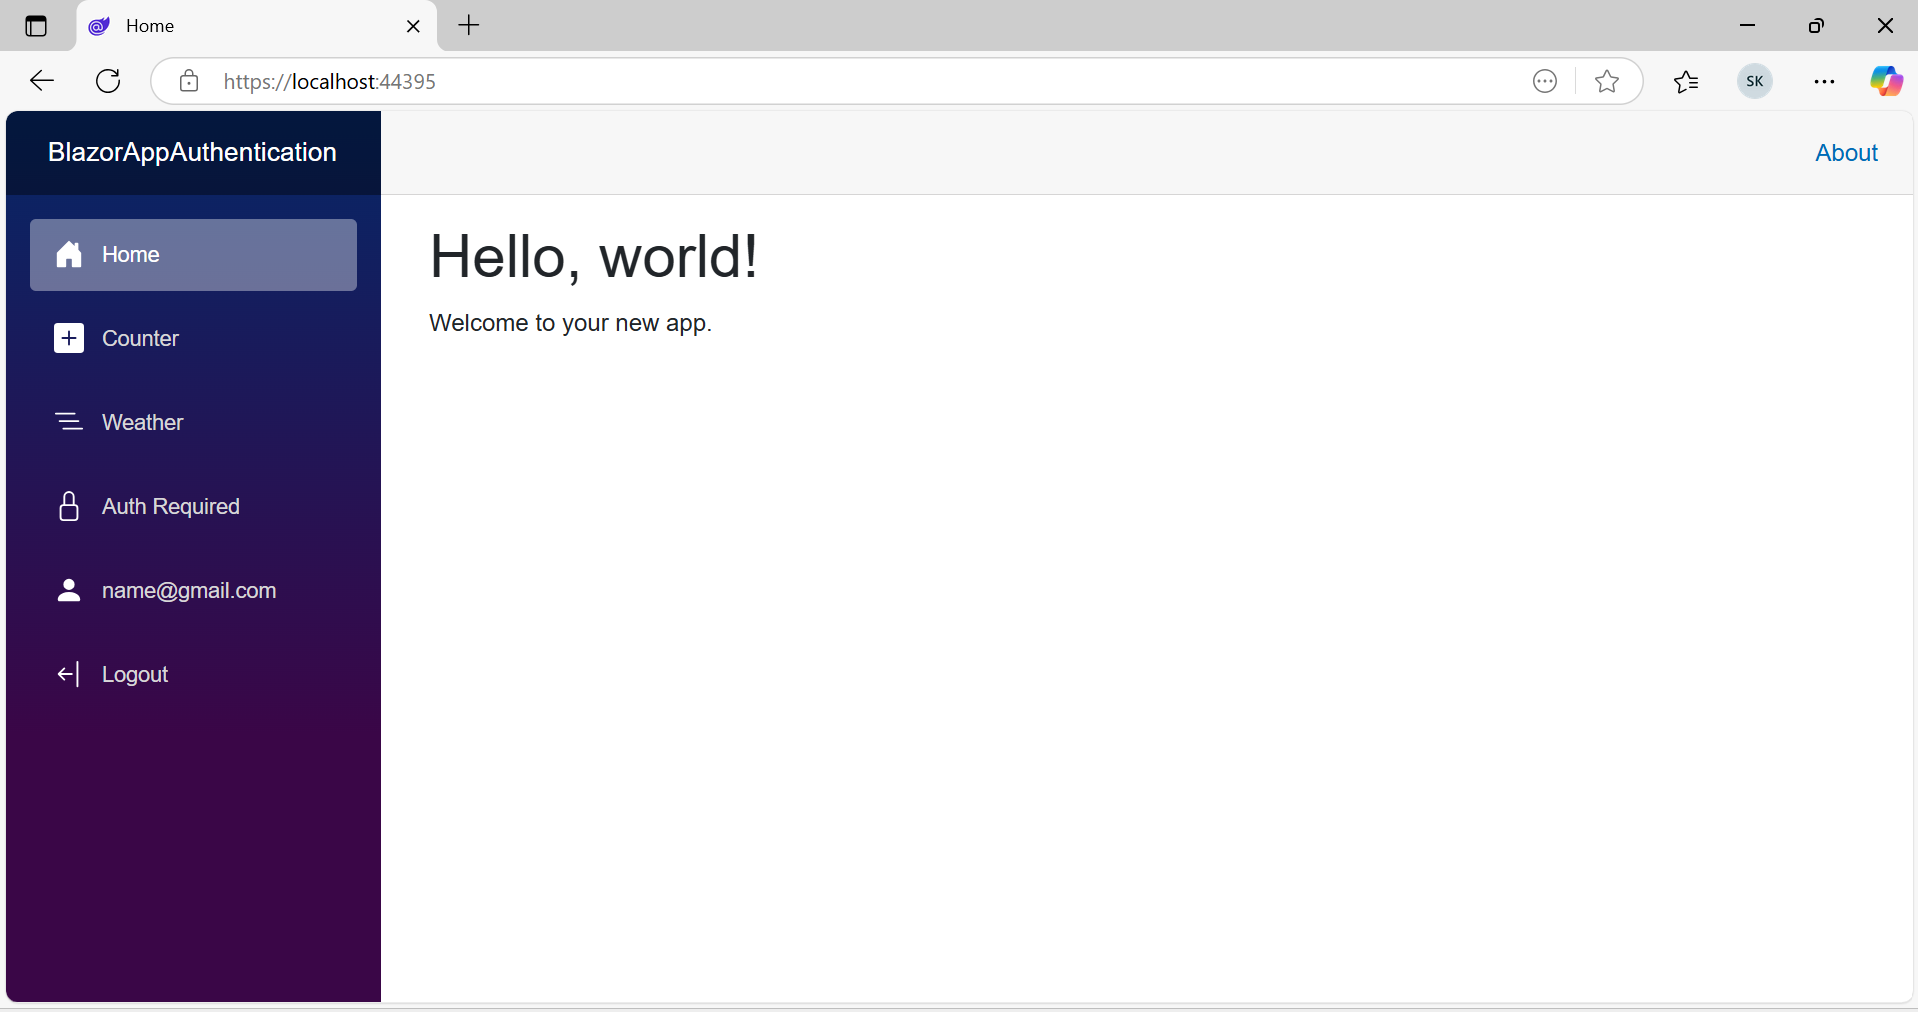 Home
https://localhost:44395
SK
BlazorAppAuthentication
About
Home
Counter
Weather
Auth Required
name@gmail.com
Logout
Hello, world!
Welcome to your new app.